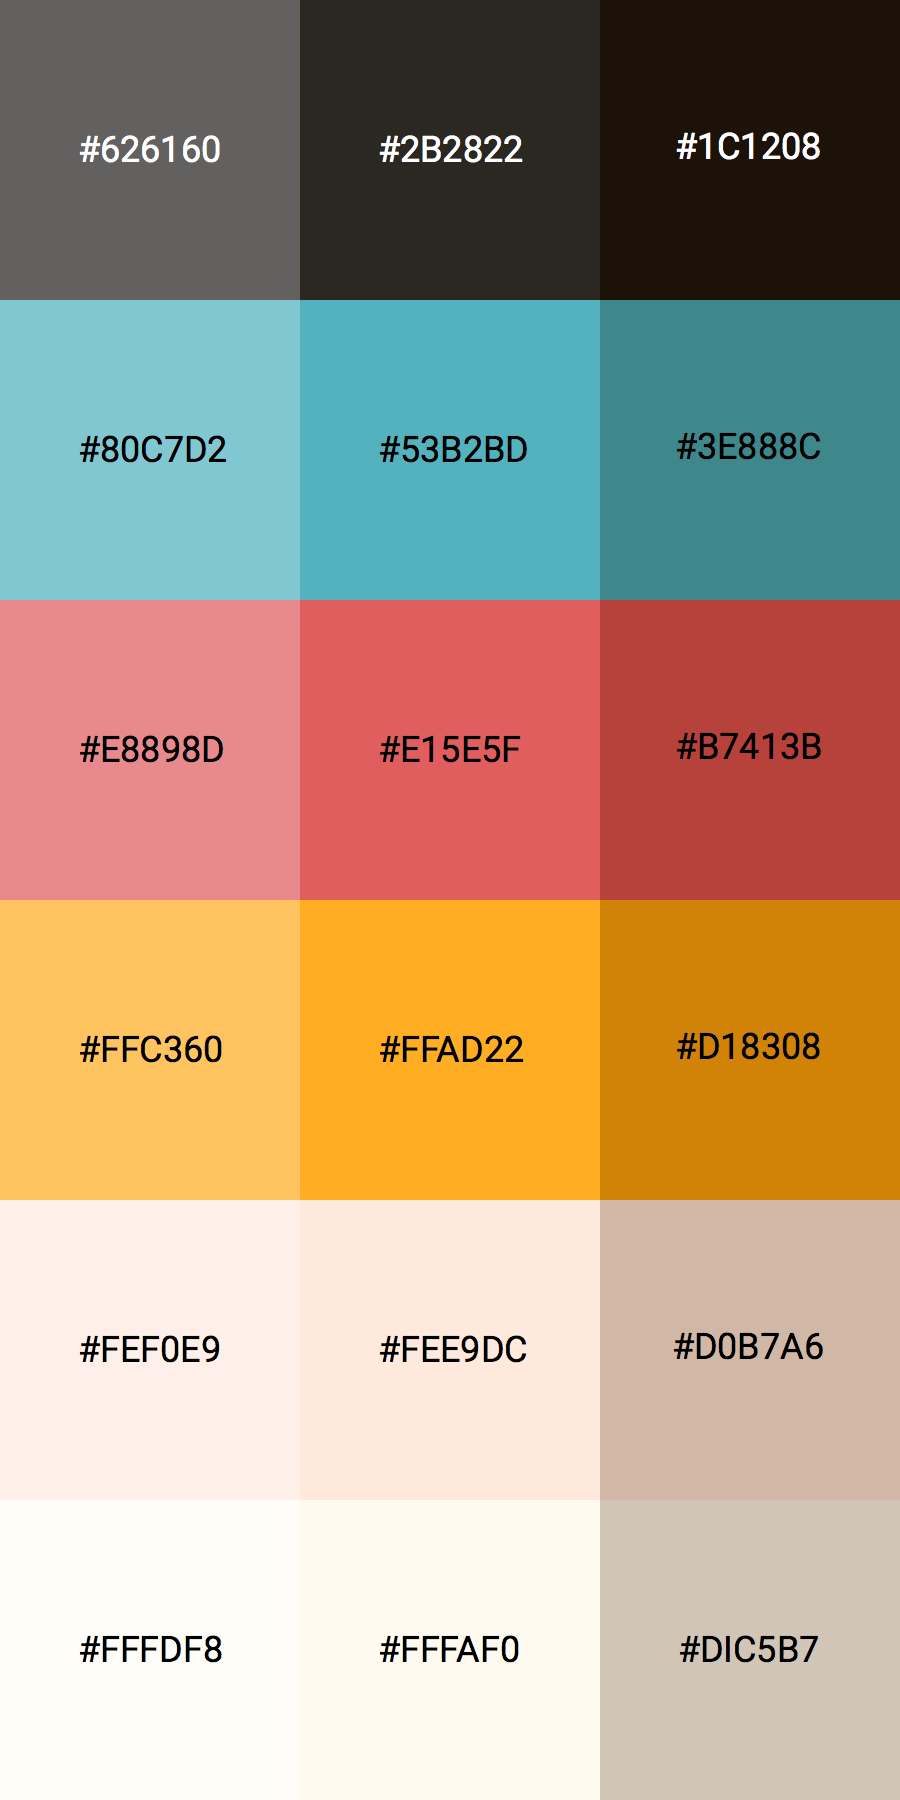 #626160
#2B2822
#1C1208
#80C7D2
#53B2BD
#3E888C
#E8898D
#E15E5F
#B7413B
#FFC360
#FFAD22
#D18308
#FEF0E9
#FEE9DC
#D0B7A6
#FFFDF8
#FFFAF0
#DIC5B7